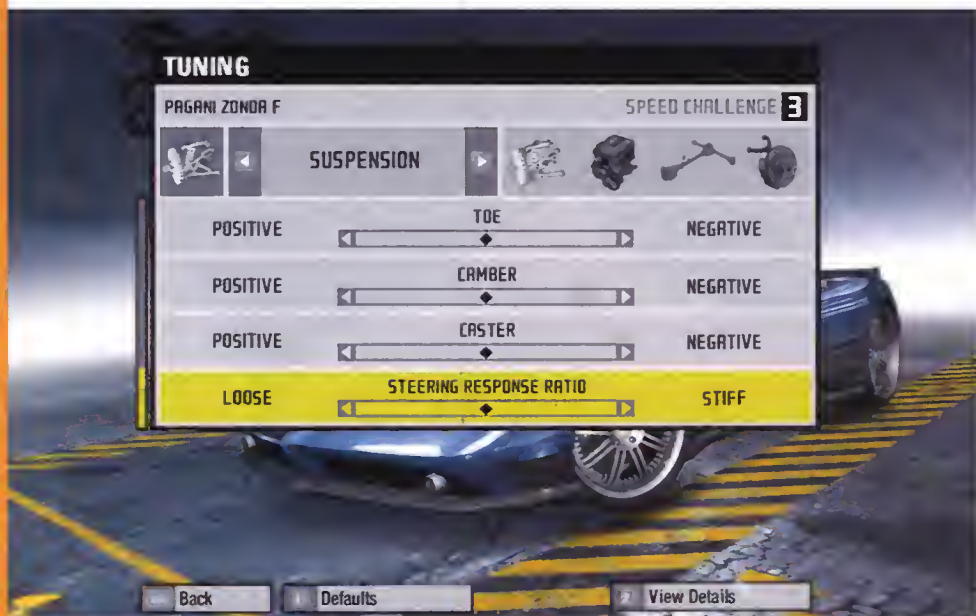 TUNING
PAGANI ZONDA F SPEED CHALLENGE 3
SUSPENSION
TOE
POSITIVE NEGATIVE
CAMBER
POSITIVE NEGATIVE
CASTER
POSITIVE NEGATIVE
STEERING RESPONSE RATIO
LOOSE STIFF
Back Defaults View Details